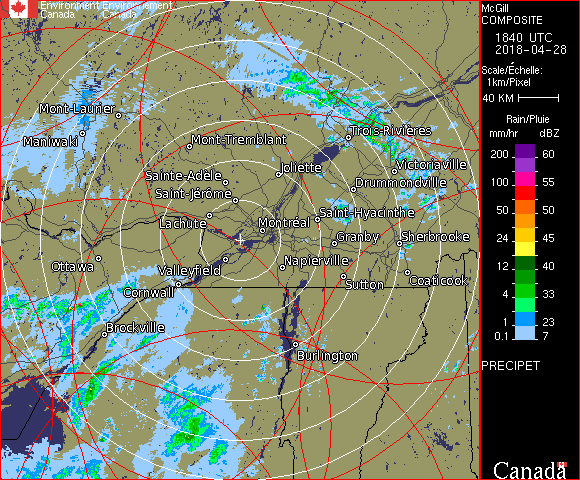 Environment Environnement
Canada Canada
McGill
COMPOSITE
1840 UTC
2018-04-28
Scale/Échelle:
1km/Pixel
40 KM
Rain/Pluie
mm/hr dBZ
200 60
150 57
100 55
50 50
24 45
12 40
4 33
1 23
0.1 7
PRECIPET
Canada
Mont-Laurier
Maniwaki
Mont-Tremblant
Trois-Rivières
Sainte-Adèle
Joliette
Victoriaville
Saint-Jérôme
Drummondville
Lachute
Montréal
Saint-Hyacinthe
Granby
Sherbrooke
Ottawa
Valleyfield
Napierville
Cornwall
Sutton
Coaticook
Brockville
Burlington